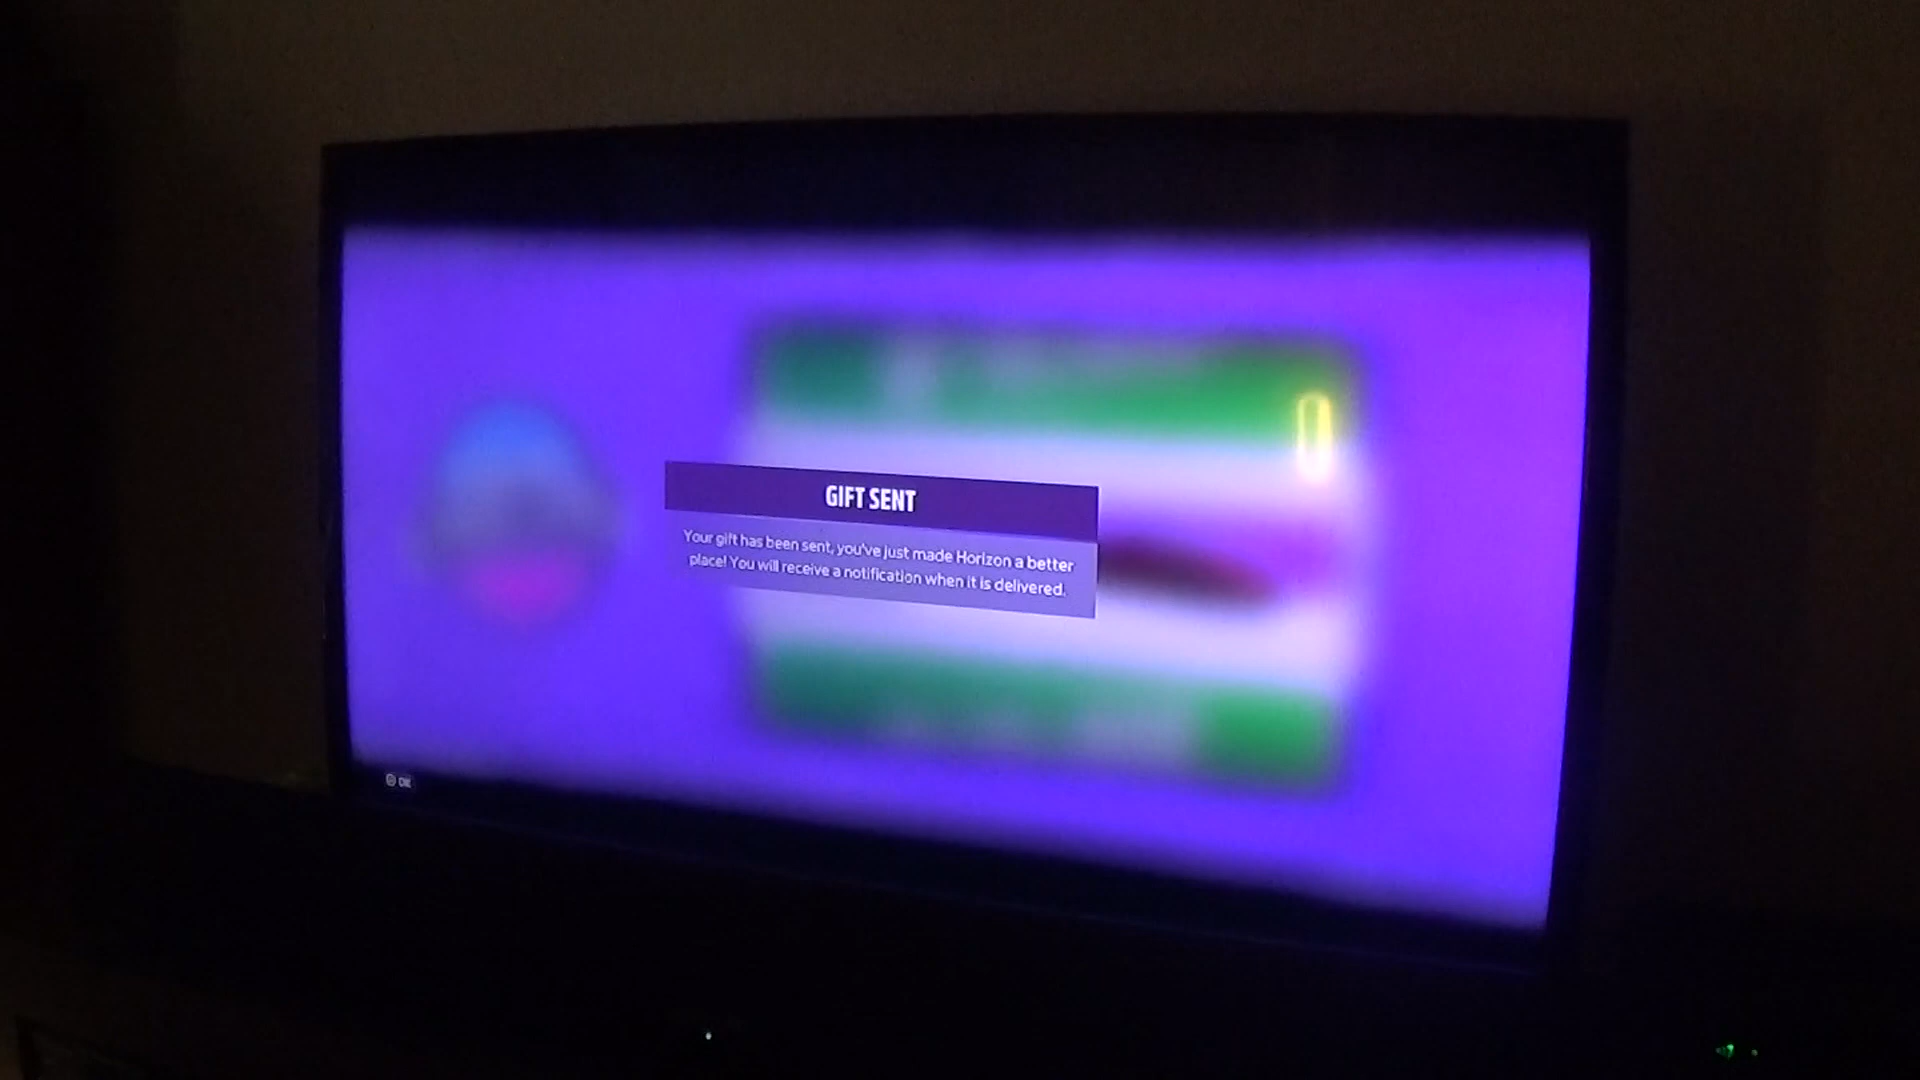 GIFT SENT
Your gift has been sent, you've just made Horizon a better
place! You will receive a notification when it is delivered.
OK